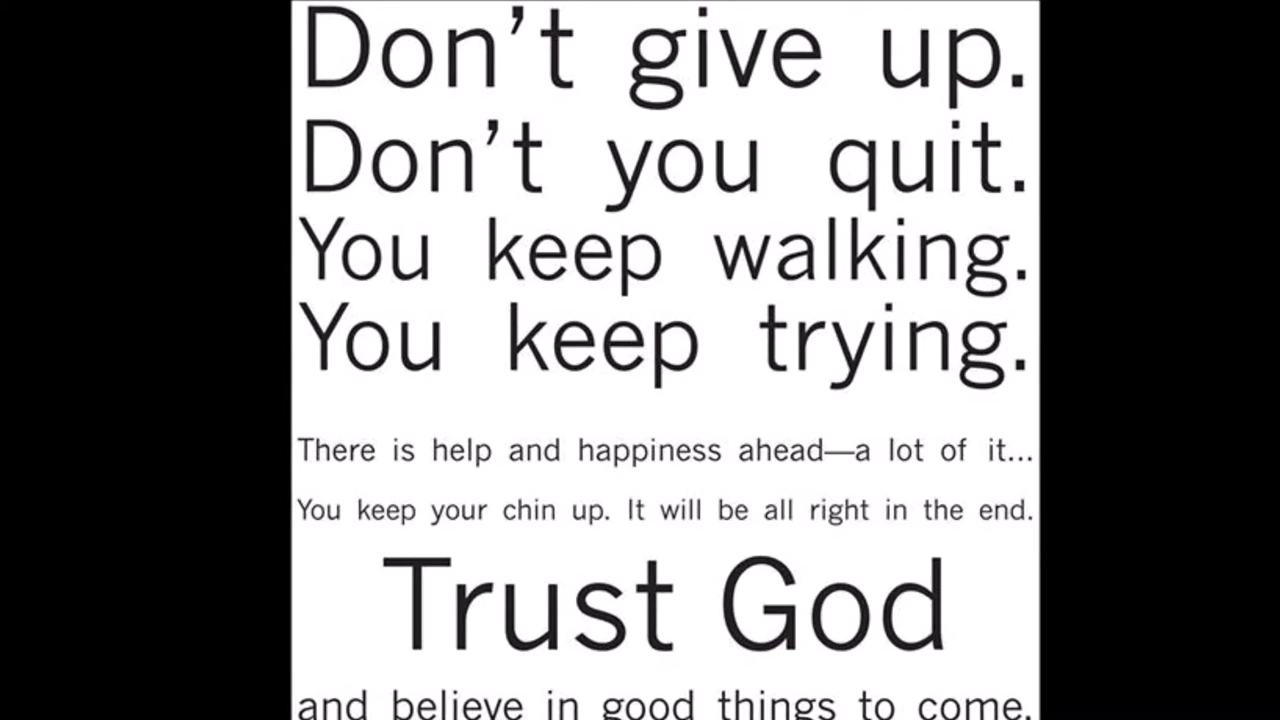 Don’t give up.
Don’t you quit.
You keep walking.
You keep trying.
There is help and happiness ahead—a lot of it...
You keep your chin up. It will be all right in the end.
Trust God
and believe in good things to come.